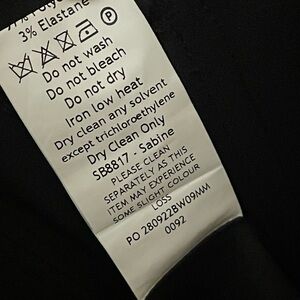 3% Elastane
P
Do not wash
Do not bleach
Do not dry
Iron low heat
Dry clean any solvent
except trichloroethylene
Dry Clean Only
SB8817 - Sabine
PLEASE CLEAN
SEPARATELY AS THIS
ITEM MAY EXPERIENCE
SOME SLIGHT COLOUR
LOSS
PO 280922BW09MM
0092